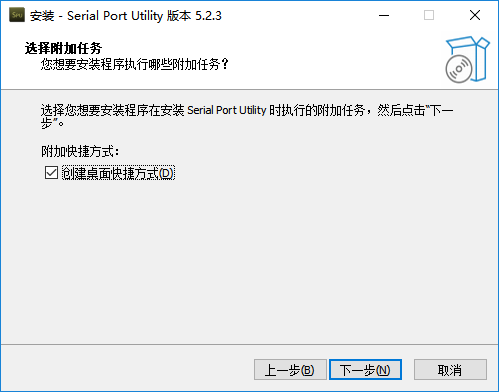 安装 - Serial Port Utility 版本 5.2.3
选择附加任务
您想要安装程序执行哪些附加任务？
选择您想要安装程序在安装 Serial Port Utility 时执行的附加任务，然后点击“下一
步”。
附加快捷方式：
创建桌面快捷方式(D)
上一步(B) 下一步(N) 取消